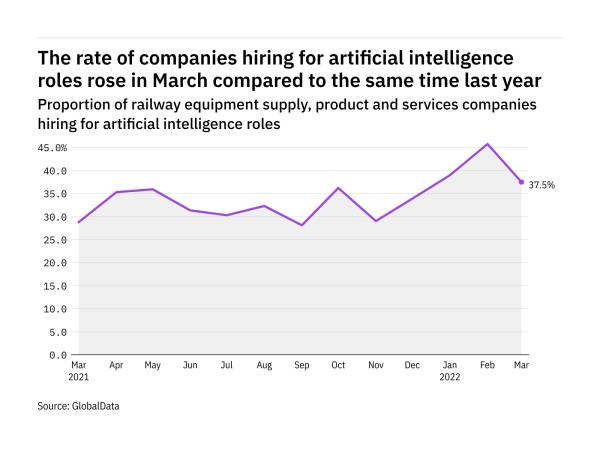 The rate of companies hiring for artificial intelligence
roles rose in March compared to the same time last year
Proportion of railway equipment supply, product and services companies
hiring for artificial intelligence roles
45.0%
40.0
35.0
30.0
25.0
20.0
15.0
10.0
5.0
0.0
37.5%
Mar Apr May Jun Jul Aug Sep Oct Nov Dec Jan Feb Mar
2021 2022
Source: GlobalData